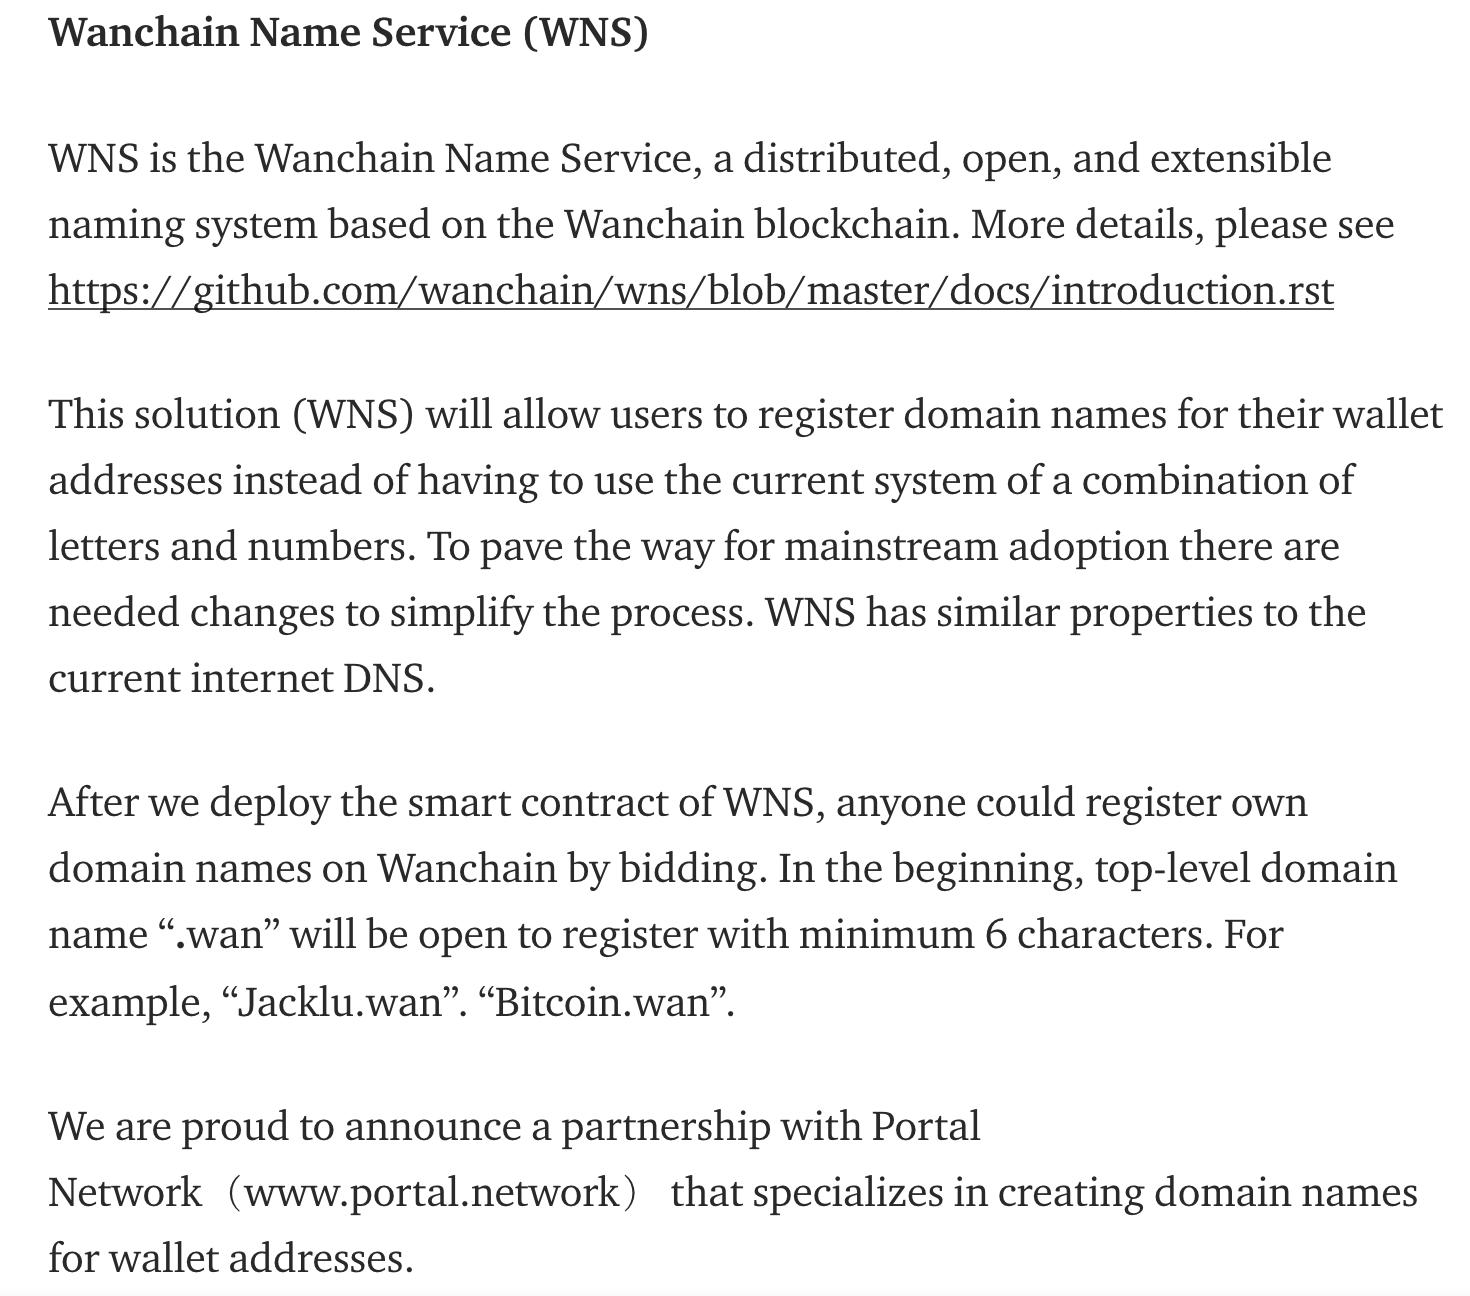 Wanchain Name Service (WNS)
WNS is the Wanchain Name Service, a distributed, open, and extensible
naming system based on the Wanchain blockchain. More details, please see
https://github.com/wanchain/wns/blob/master/docs/introduction.rst
This solution (WNS) will allow users to register domain names for their wallet
addresses instead of having to use the current system of a combination of
letters and numbers. To pave the way for mainstream adoption there are
needed changes to simplify the process. WNS has similar properties to the
current internet DNS.
After we deploy the smart contract of WNS, anyone could register own
domain names on Wanchain by bidding. In the beginning, top-level domain
name “.wan” will be open to register with minimum 6 characters. For
example, “Jacklu.wan”. “Bitcoin.wan”.
We are proud to announce a partnership with Portal
Network（www.portal.network） that specializes in creating domain names
for wallet addresses.